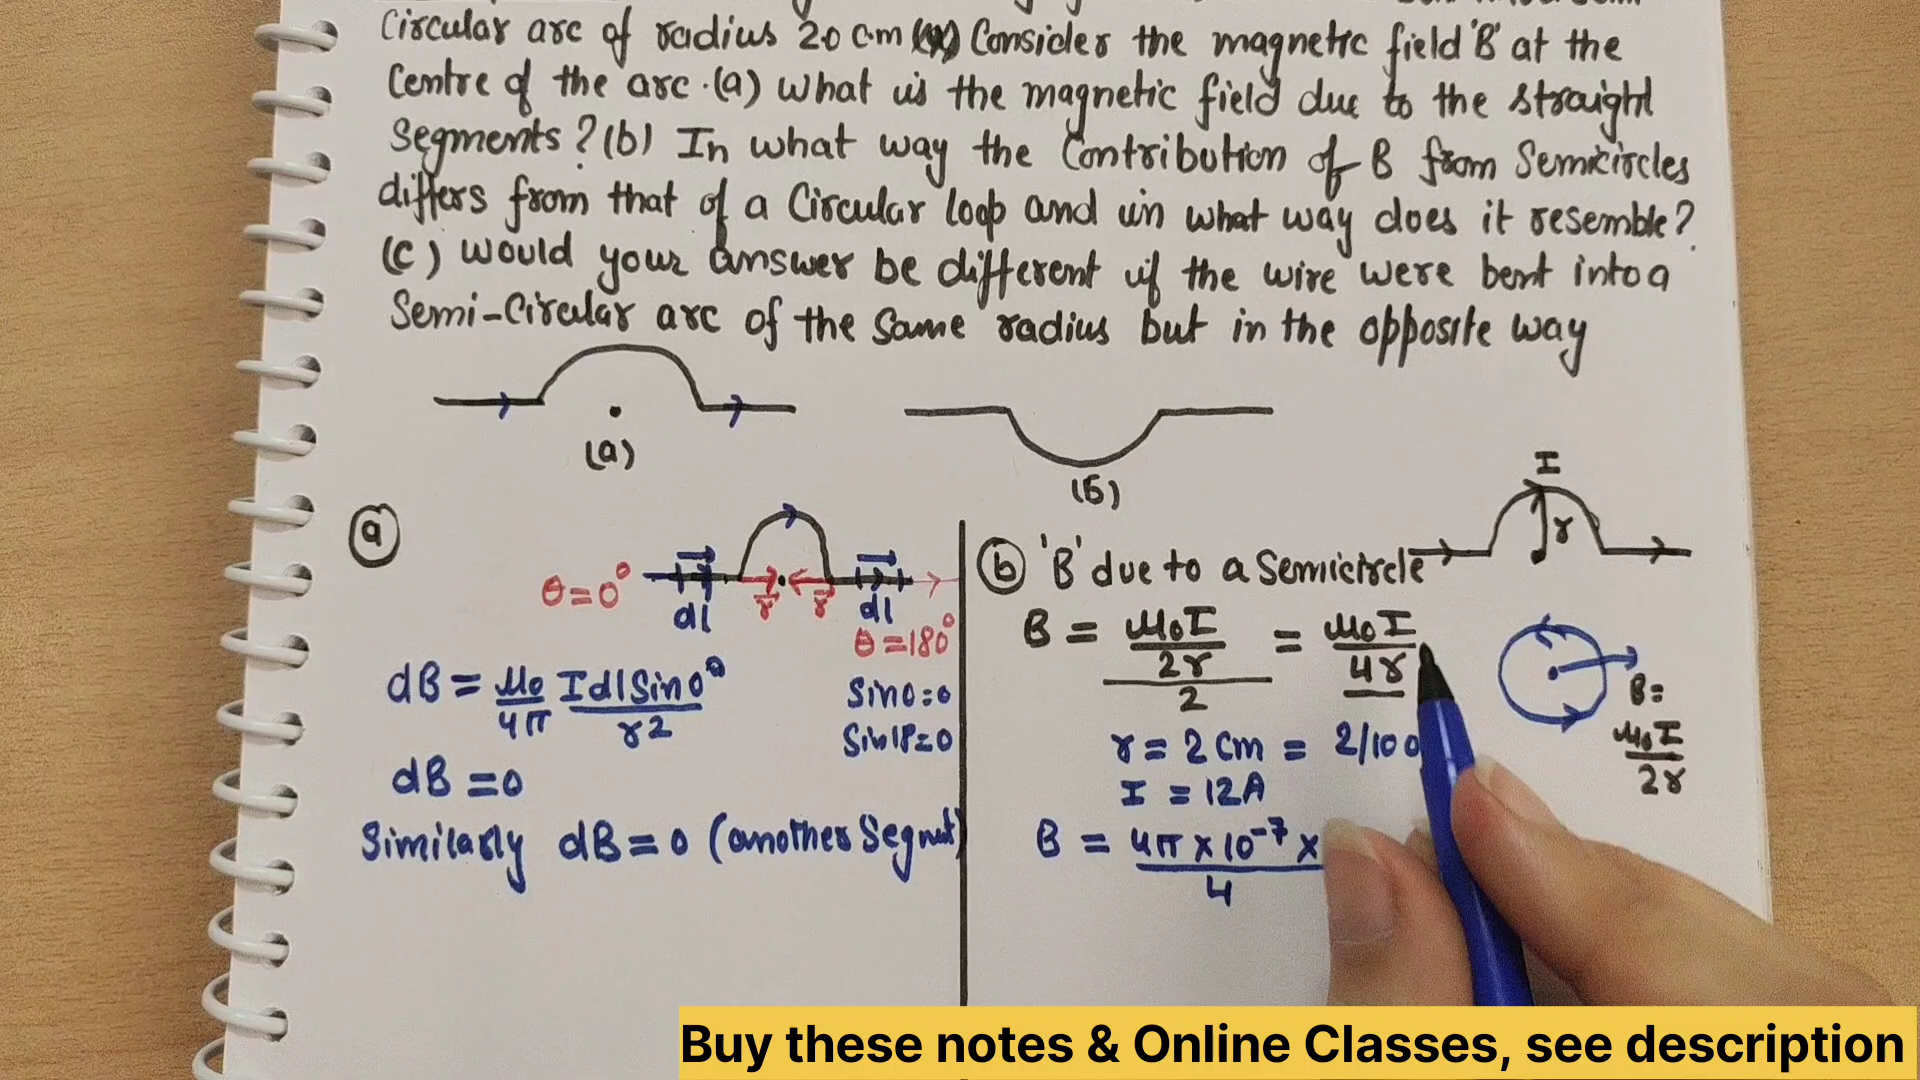 Circular arc of radius 2.0 cm Consider the magnetic field 'B' at the
Centre of the arc. (a) What is the magnetic field due to the straight
Segments? (b) In what way the Contribution of B from Semicircles
differs from that of a Circular loop and in what way does it resemble?
(C) Would your answer be different if the wire were bent into a
Semi-Circular arc of the Same radius but in the opposite way
(a)
(b)
I
r
a
θ=0°
dl
r
r
dl
θ=180°
dB = μ₀/4π Idl Sin0°/r2
Sin0=0
dB =0
Similarly dB=0 (another
b 'B' due to a Semicircle
B = μ₀I/2r/2 = μ₀I/4r
r = 2 Cm = 2/100
I = 12A
B = 4π×10⁻⁷×/4
B=
μ₀I
2r
Buy these notes & Online Classes, see description